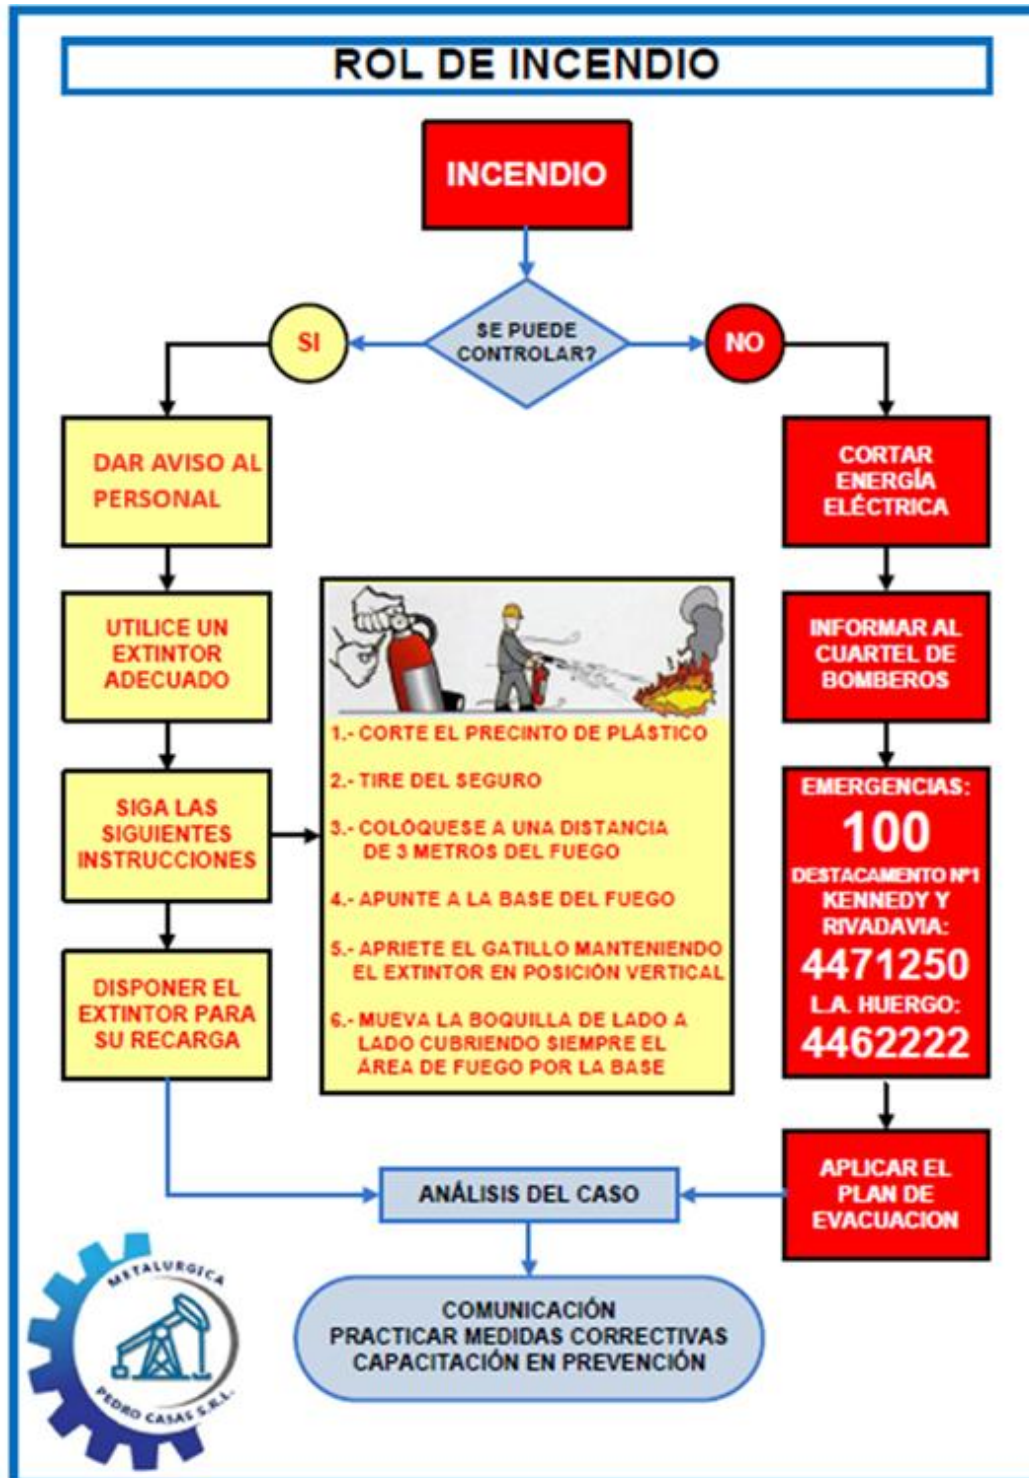 ROL DE INCENDIO
INCENDIO
SE PUEDE
CONTROLAR?
SI
NO
DAR AVISO AL
PERSONAL
UTILICE UN
EXTINTOR
ADECUADO
SIGA LAS
SIGUIENTES
INSTRUCCIONES
DISPONER EL
EXTINTOR PARA
SU RECARGA
1.- CORTE EL PRECINTO DE PLÁSTICO
2.- TIRE DEL SEGURO
3.- COLÓQUESE A UNA DISTANCIA
DE 3 METROS DEL FUEGO
4.- APUNTE A LA BASE DEL FUEGO
5.- APRIETE EL GATILLO MANTENIENDO
EL EXTINTOR EN POSICIÓN VERTICAL
6.- MUEVA LA BOQUILLA DE LADO A
LADO CUBRIENDO SIEMPRE EL
ÁREA DE FUEGO POR LA BASE
CORTAR
ENERGÍA
ELÉCTRICA
INFORMAR AL
CUARTEL DE
BOMBEROS
EMERGENCIAS:
100
DESTACAMENTO Nº1
KENNEDY Y
RIVADAVIA:
4471250
L.A. HUERGO:
4462222
APLICAR EL
PLAN DE
EVACUACION
ANÁLISIS DEL CASO
COMUNICACIÓN
PRACTICAR MEDIDAS CORRECTIVAS
CAPACITACIÓN EN PREVENCIÓN
METALURGICA
PEDRO CASAS S.R.L.